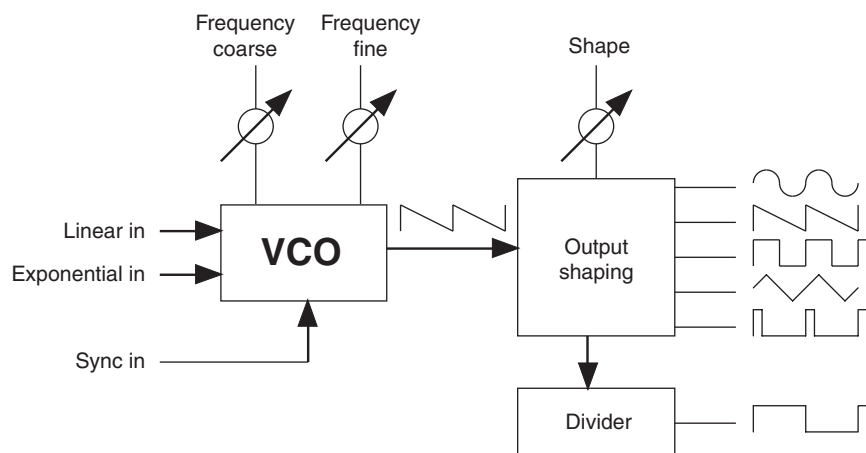 Frequency
coarse
Frequency
fine
Shape
Linear in
Exponential in
VCO
Output
shaping
Sync in
Divider